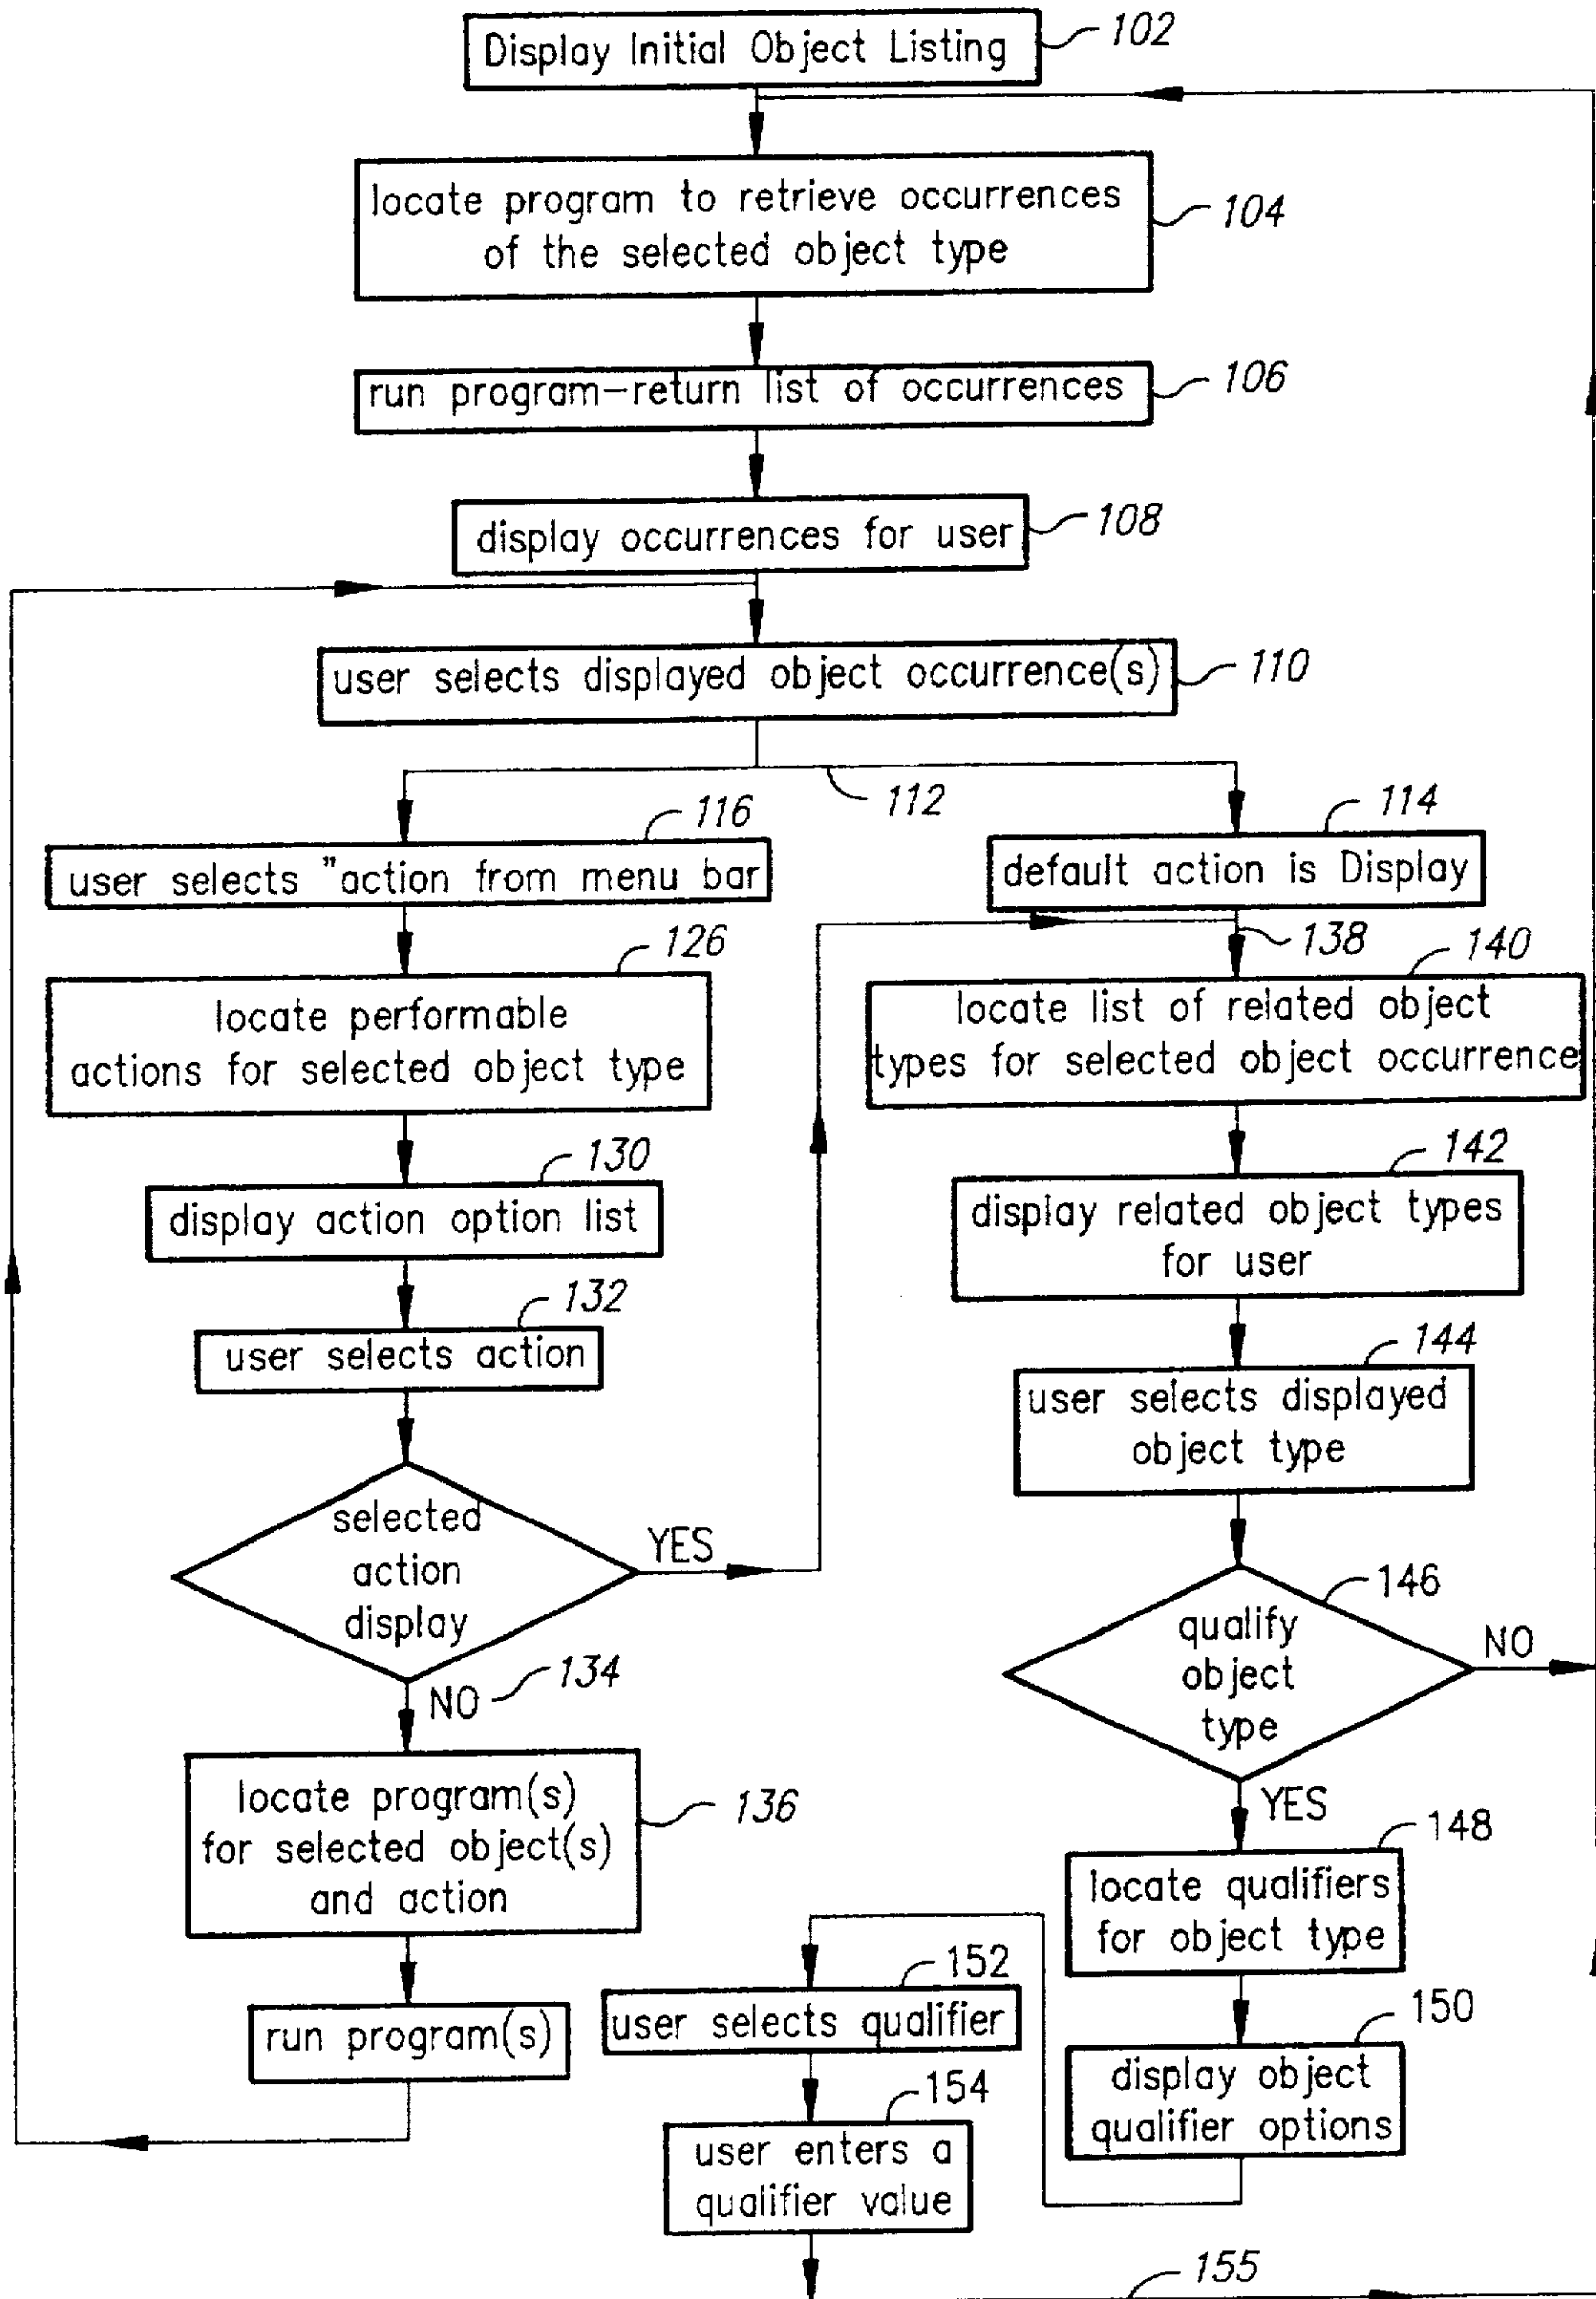 Display Initial Object Listing
102
locate program to retrieve occurrences
of the selected object type
104
run program-return list of occurrences
106
display occurrences for user
108
user selects displayed object occurrence(s)
110
112
116
user selects "action from menu bar
114
default action is Display
126
locate performable
actions for selected object type
138
140
locate list of related object
types for selected object occurrence
130
display action option list
142
display related object types
for user
132
user selects action
144
user selects displayed
object type
selected
action
display
YES
NO
134
146
qualify
object
type
NO
YES
locate program(s)
for selected object(s)
and action
136
148
locate qualifiers
for object type
run program(s)
152
user selects qualifier
150
display object
qualifier options
154
user enters a
qualifier value
155